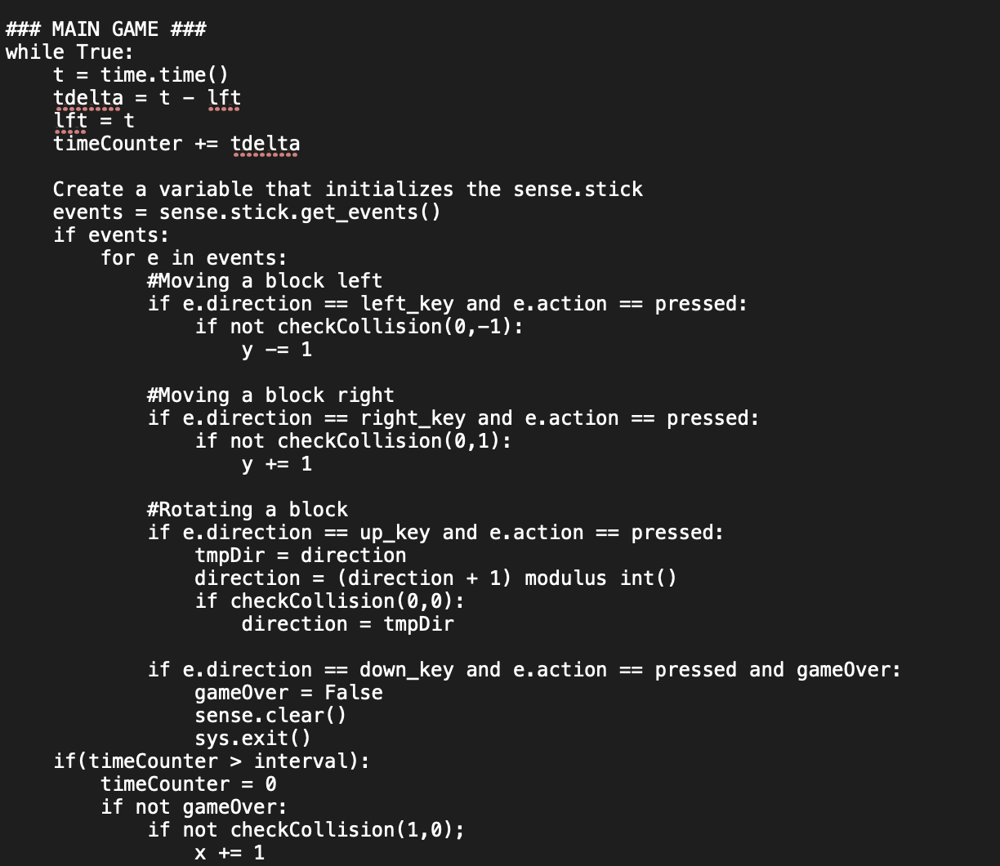 ### MAIN GAME ###
while True:
    t = time.time()
    tdelta = t - lft
    lft = t
    timeCounter += tdelta

    Create a variable that initializes the sense.stick
    events = sense.stick.get_events()
    if events:
        for e in events:
            #Moving a block left
            if e.direction == left_key and e.action == pressed:
                if not checkCollision(0,-1):
                    y -= 1

            #Moving a block right
            if e.direction == right_key and e.action == pressed:
                if not checkCollision(0,1):
                    y += 1

            #Rotating a block
            if e.direction == up_key and e.action == pressed:
                tmpDir = direction
                direction = (direction + 1) modulus int()
                if checkCollision(0,0):
                    direction = tmpDir

            if e.direction == down_key and e.action == pressed and gameOver:
                gameOver = False
                sense.clear()
                sys.exit()
    if(timeCounter > interval):
        timeCounter = 0
        if not gameOver:
            if not checkCollision(1,0);
                x += 1